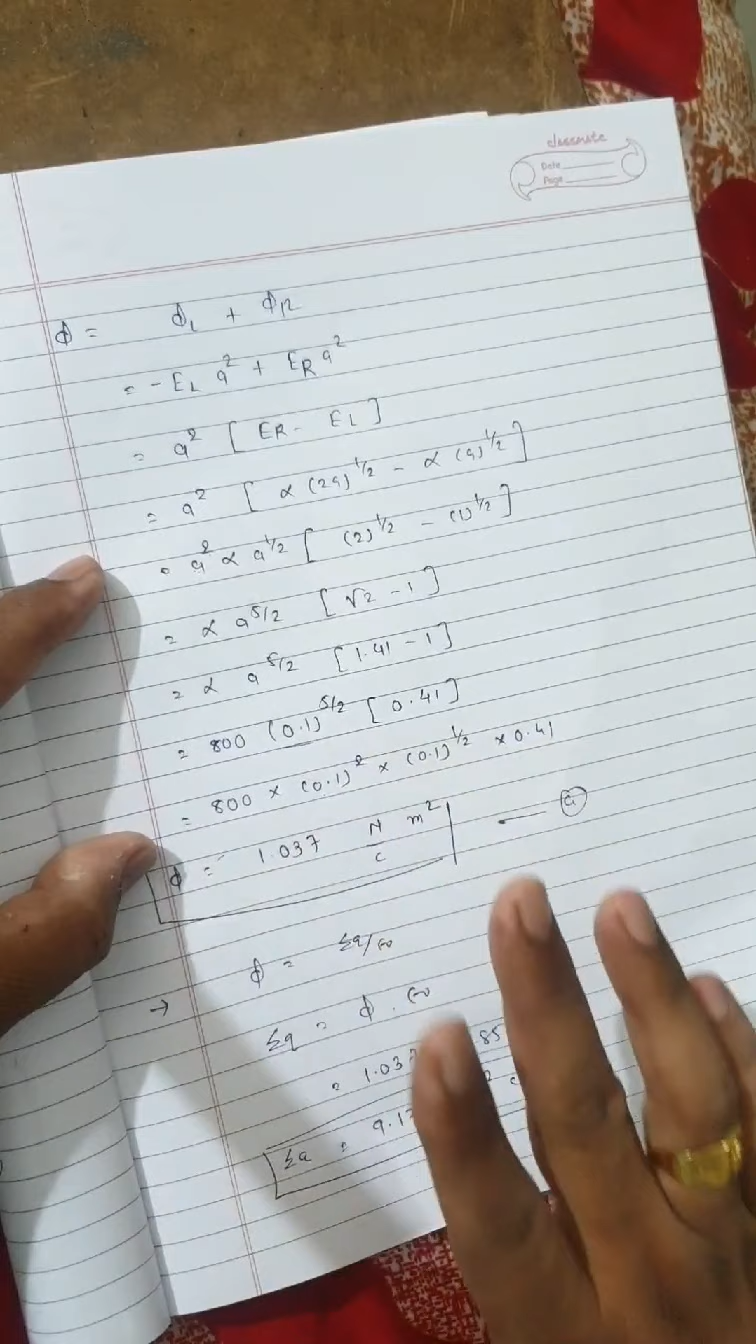 classmate
Date
Page
ϕ = ϕL + ϕR
= - EL a² + ER a²
= a² [ ER - EL ]
= a² [ α (2a)^1/2 - α (a)^1/2 ]
= a² α a^1/2 [ (2)^1/2 - (1)^1/2 ]
= α a^5/2 [ √2 - 1 ]
= α a^5/2 [ 1.41 - 1 ]
= 800 (0.1)^5/2 [ 0.41 ]
= 800 × (0.1)² × (0.1)^1/2 × 0.41
ϕ = 1.037 N m²/c
→ ϕ = Σq/ϵ0
Σq = ϕ . ϵ0
= 1.03 85
Σq = 9.1